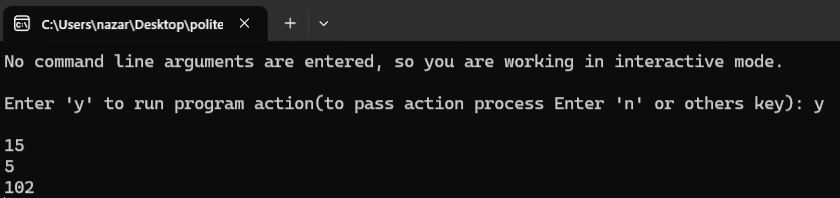 C:\Users\nazar\Desktop\polite
No command line arguments are entered, so you are working in interactive mode.
Enter 'y' to run program action(to pass action process Enter 'n' or others key): y
15
5
102